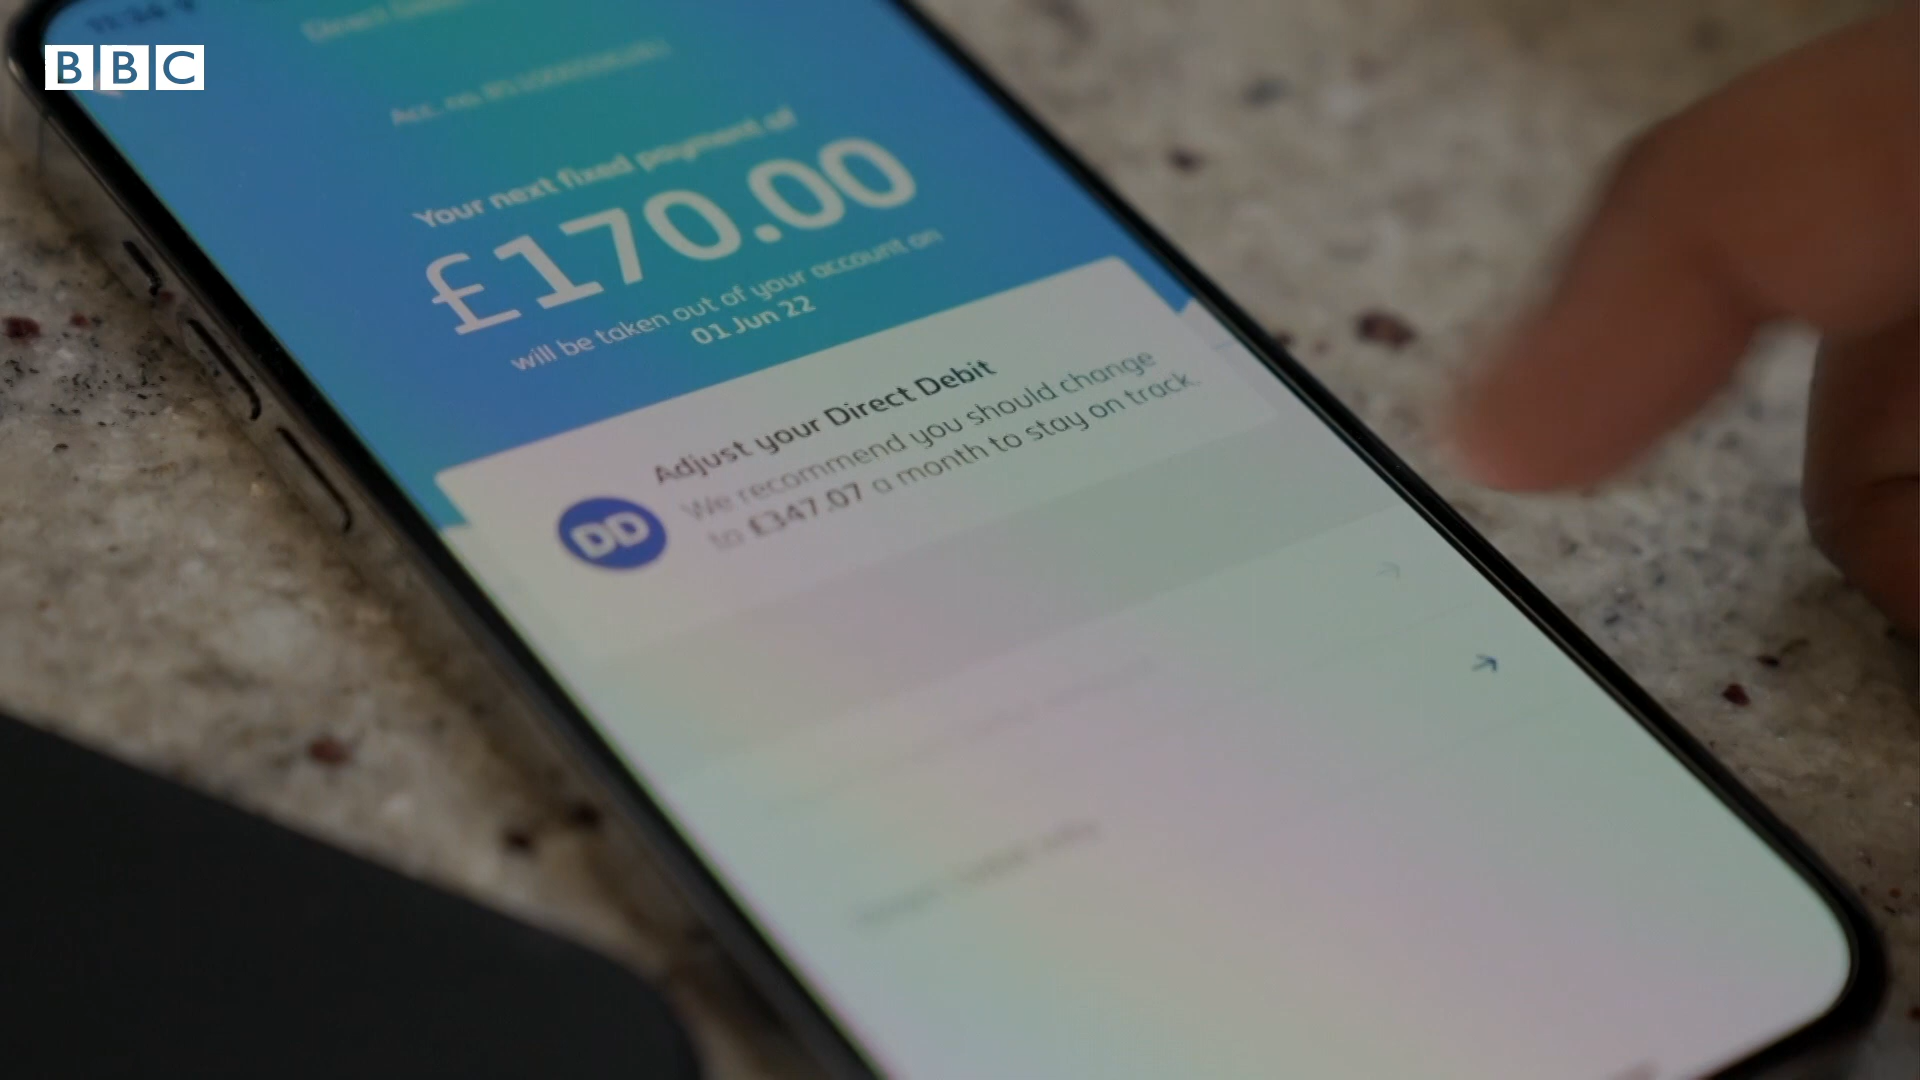 BBC
Your next fixed payment of
£170.00
will be taken out of your account on
01 Jun 22
Adjust your Direct Debit
We recommend you should change
to £347.07 a month to stay on track.
DD